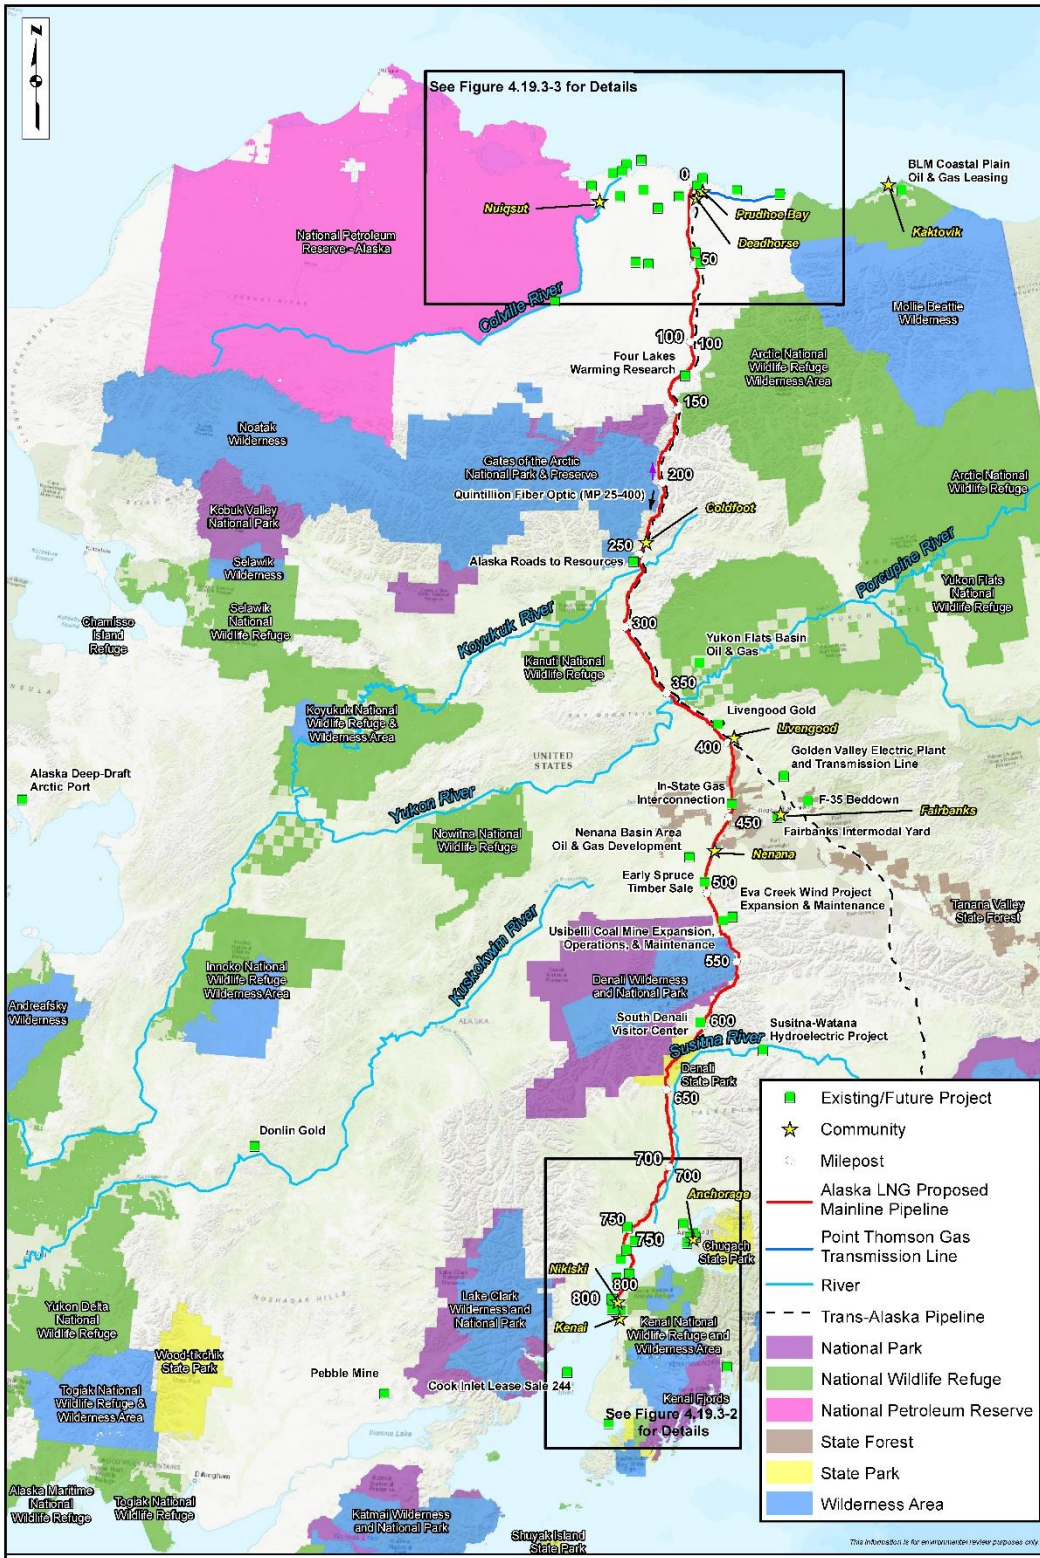 N
See Figure 4.19.3-3 for Details
BLM Coastal Plain
Oil & Gas Leasing
0
Nuiqsut
Prudhoe Bay
Kaktovik
Deadhorse
National Petroleum
Reserve - Alaska
50
Colville River
Mollie Beattie
Wilderness
100
100
Four Lakes
Warming Research
Arctic National
Wildlife Refuge
Wilderness Area
150
Noatak
Wilderness
Gates of the Arctic
National Park & Preserve
200
Arctic National
Wildlife Refuge
Quintillion Fiber Optic (MP 25-400)
Kobuk Valley
National Park
Coldfoot
250
Alaska Roads to Resources
Selawik
Wilderness
Porcupine River
Yukon Flats
National
Wildlife Refuge
Selawik
National
Wildlife Refuge
Chamisso
Island
Refuge
Koyukuk River
300
Kanuti National
Wildlife Refuge
Yukon Flats Basin
Oil & Gas
350
Koyukuk National
Wildlife Refuge &
Wilderness Area
Livengood Gold
Livengood
400
UNITED
STATES
Golden Valley Electric Plant
and Transmission Line
Alaska Deep-Draft
Arctic Port
In-State Gas
Interconnection
F-35 Beddown
Fairbanks
Yukon River
450
Fairbanks Intermodal Yard
Nowitna National
Wildlife Refuge
Nenana Basin Area
Oil & Gas Development
Nenana
Early Spruce
Timber Sale
500
Eva Creek Wind Project
Expansion & Maintenance
Tanana Valley
State Forest
Kuskokwim River
Usibelli Coal Mine Expansion,
Operations, & Maintenance
550
Innoko National
Wildlife Refuge
Wilderness Area
Denali Wilderness
and National Park
Andreafsky
Wilderness
ALASKA
South Denali
Visitor Center
600
Susitna-Watana
Hydroelectric Project
Susitna River
Denali
State Park
650
Donlin Gold
700
700
Anchorage
750
750
Chugach
State Park
Nikiski
800
800
Kenai
Lake Clark
Wilderness and
National Park
Kenai National
Wildlife Refuge and
Wilderness Area
NUSHAGAK HILLS
Yukon Delta
National
Wildlife Refuge
Wood-tikchik
State Park
Pebble Mine
Cook Inlet Lease Sale 244
Kenai Fjords
Togiak National
Wildlife Refuge &
Wilderness Area
See Figure 4.19.3-2
for Details
Dillingham
Alaska Maritime
National
Wildlife Refuge
Togiak National
Wildlife Refuge
Katmai Wilderness
and National Park
Shuyak Island
State Park
Existing/Future Project
Community
Milepost
Alaska LNG Proposed
Mainline Pipeline
Point Thomson Gas
Transmission Line
River
Trans-Alaska Pipeline
National Park
National Wildlife Refuge
National Petroleum Reserve
State Forest
State Park
Wilderness Area
This information is for environmental review purposes only.